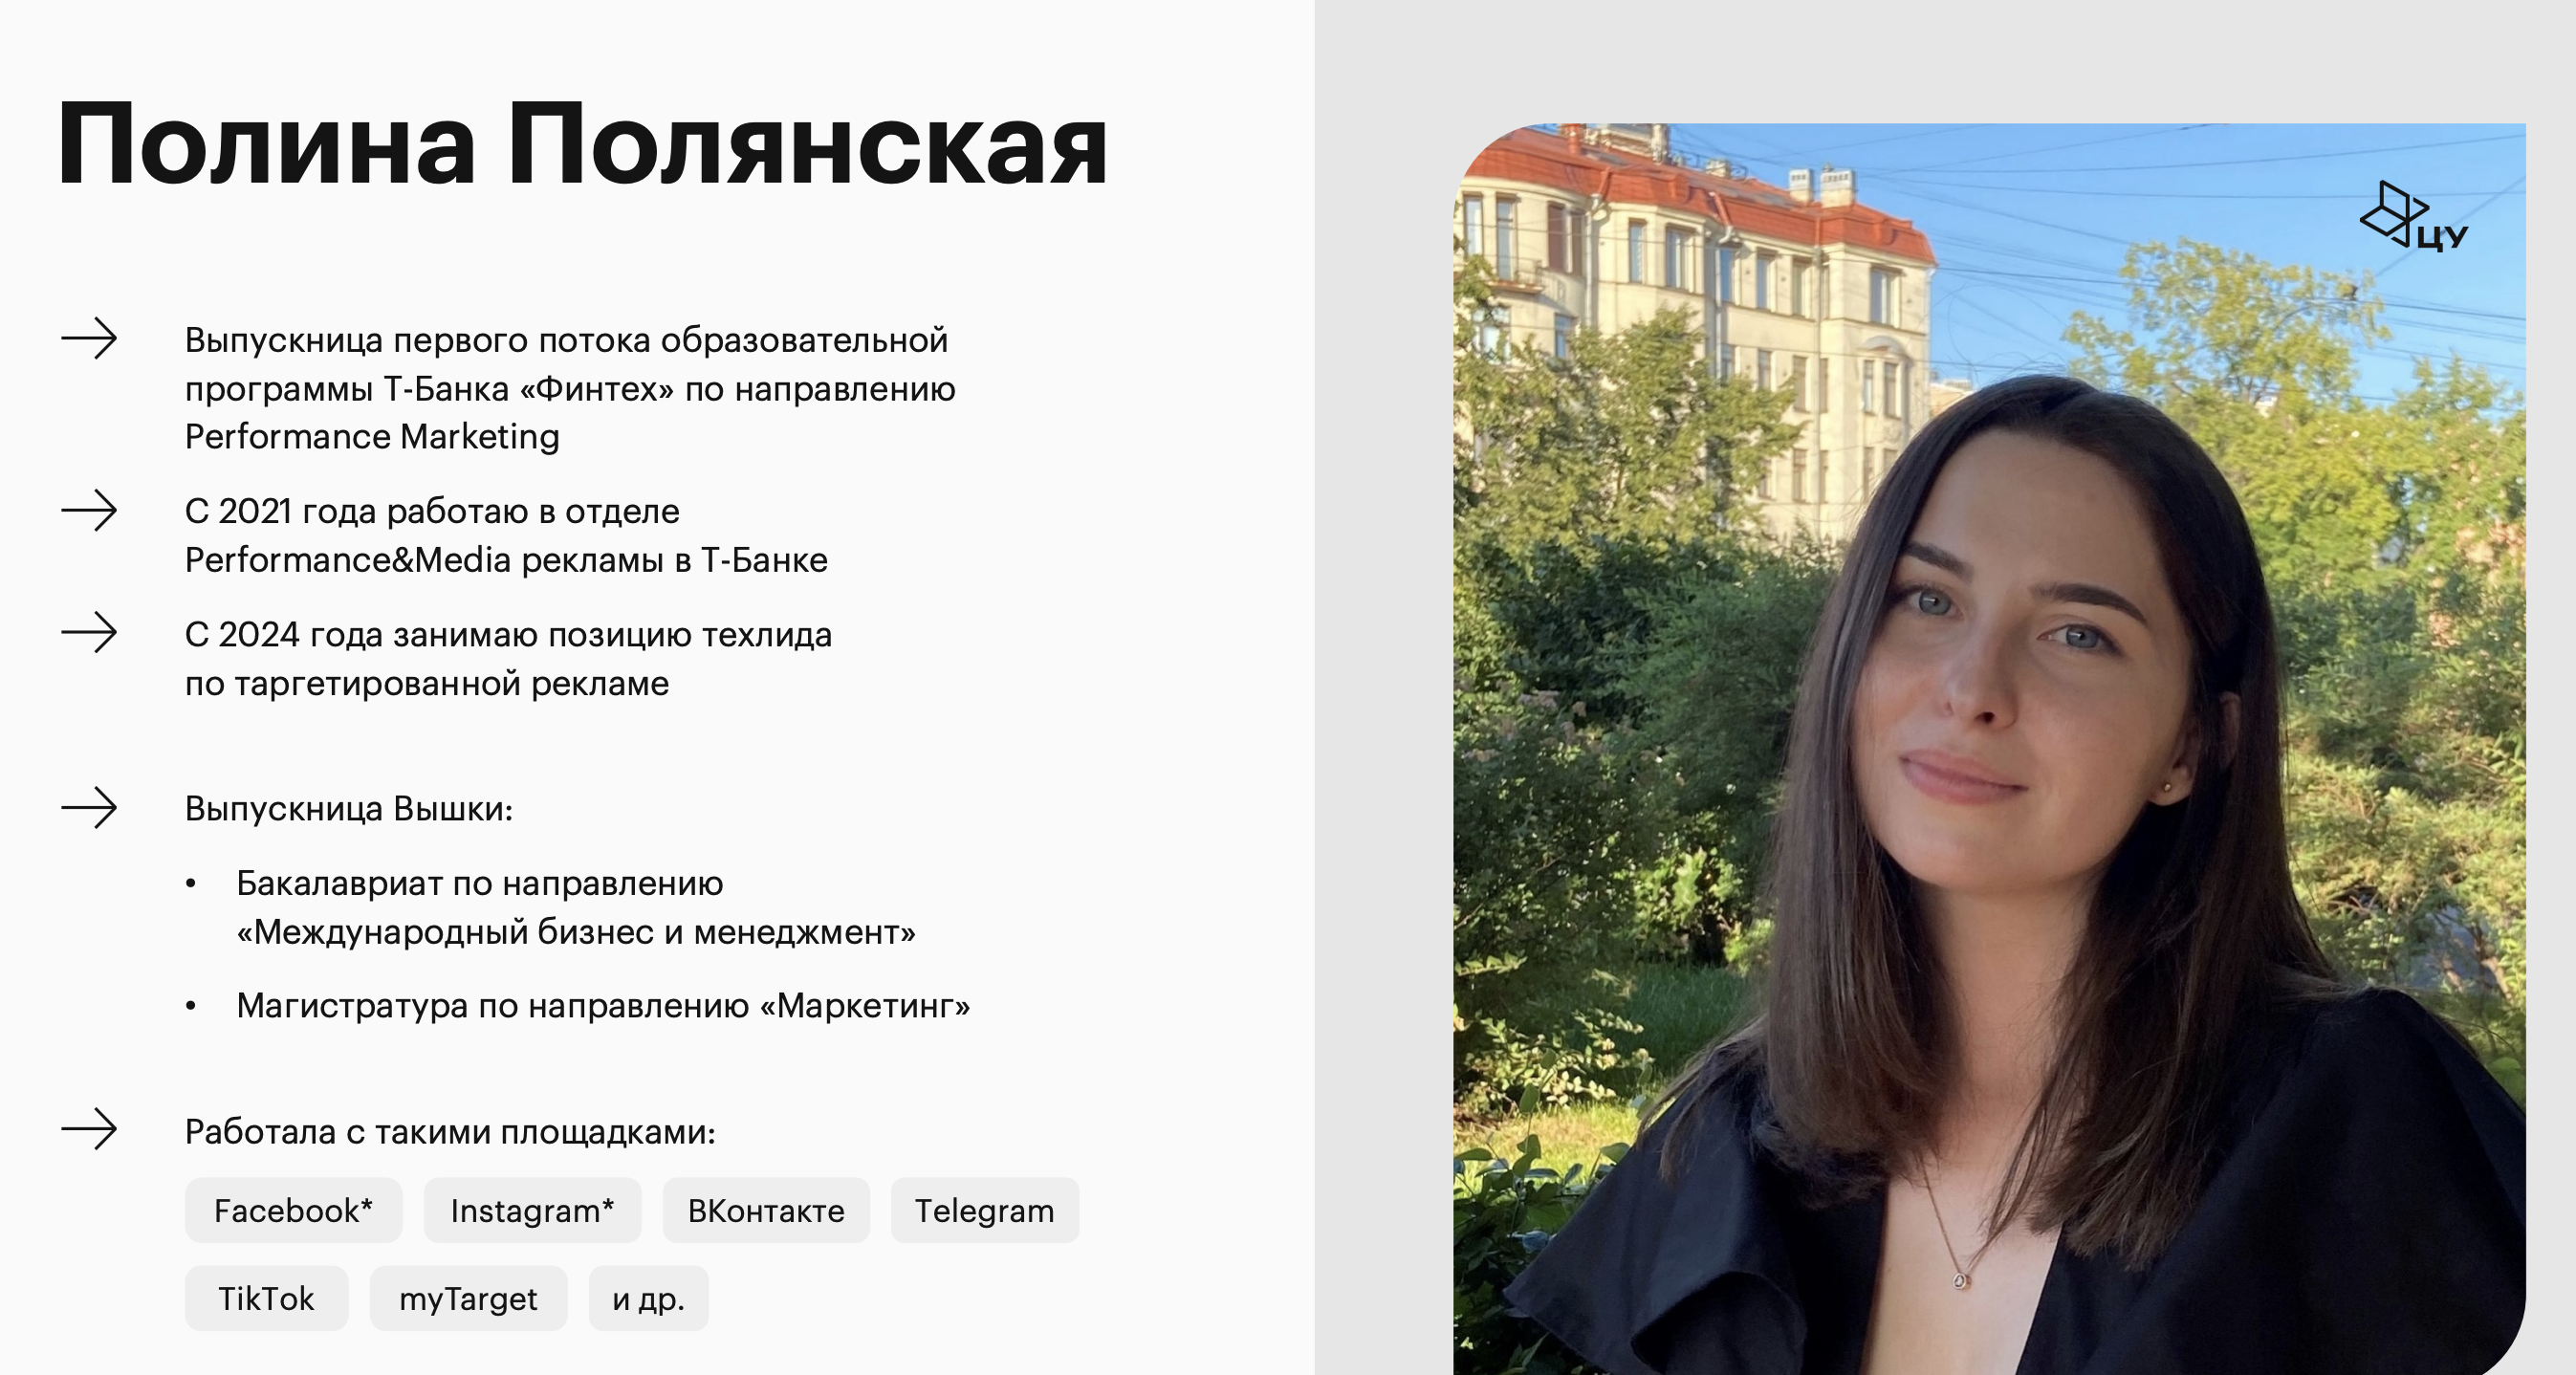 Полина Полянская
ЦУ
Выпускница первого потока образовательной
программы Т-Банка «Финтех» по направлению
Performance Marketing
С 2021 года работаю в отделе
Performance&Media рекламы в Т-Банке
С 2024 года занимаю позицию техлида
по таргетированной рекламе
Выпускница Вышки:
• Бакалавриат по направлению
«Международный бизнес и менеджмент»
• Магистратура по направлению «Маркетинг»
Работала с такими площадками:
Facebook* Instagram* ВКонтакте Telegram
TikTok myTarget и др.